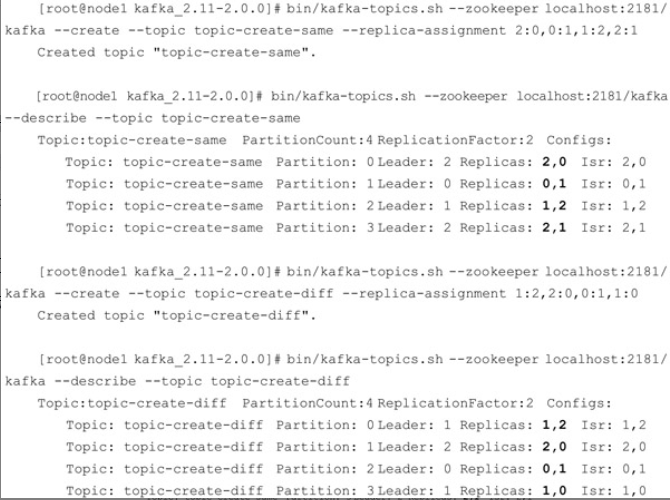 [root@node1 kafka_2.11-2.0.0]# bin/kafka-topics.sh --zookeeper localhost:2181/
kafka --create --topic topic-create-same --replica-assignment 2:0,0:1,1:2,2:1
Created topic "topic-create-same".
[root@node1 kafka_2.11-2.0.0]# bin/kafka-topics.sh --zookeeper localhost:2181/kafka
--describe --topic topic-create-same
Topic:topic-create-same PartitionCount:4 ReplicationFactor:2 Configs:
Topic: topic-create-same Partition: 0 Leader: 2 Replicas: 2,0 Isr: 2,0
Topic: topic-create-same Partition: 1 Leader: 0 Replicas: 0,1 Isr: 0,1
Topic: topic-create-same Partition: 2 Leader: 1 Replicas: 1,2 Isr: 1,2
Topic: topic-create-same Partition: 3 Leader: 2 Replicas: 2,1 Isr: 2,1
[root@node1 kafka_2.11-2.0.0]# bin/kafka-topics.sh --zookeeper localhost:2181/
kafka --create --topic topic-create-diff --replica-assignment 1:2,2:0,0:1,1:0
Created topic "topic-create-diff".
[root@node1 kafka_2.11-2.0.0]# bin/kafka-topics.sh --zookeeper localhost:2181/
kafka --describe --topic topic-create-diff
Topic:topic-create-diff PartitionCount:4 ReplicationFactor:2 Configs:
Topic: topic-create-diff Partition: 0 Leader: 1 Replicas: 1,2 Isr: 1,2
Topic: topic-create-diff Partition: 1 Leader: 2 Replicas: 2,0 Isr: 2,0
Topic: topic-create-diff Partition: 2 Leader: 0 Replicas: 0,1 Isr: 0,1
Topic: topic-create-diff Partition: 3 Leader: 1 Replicas: 1,0 Isr: 1,0